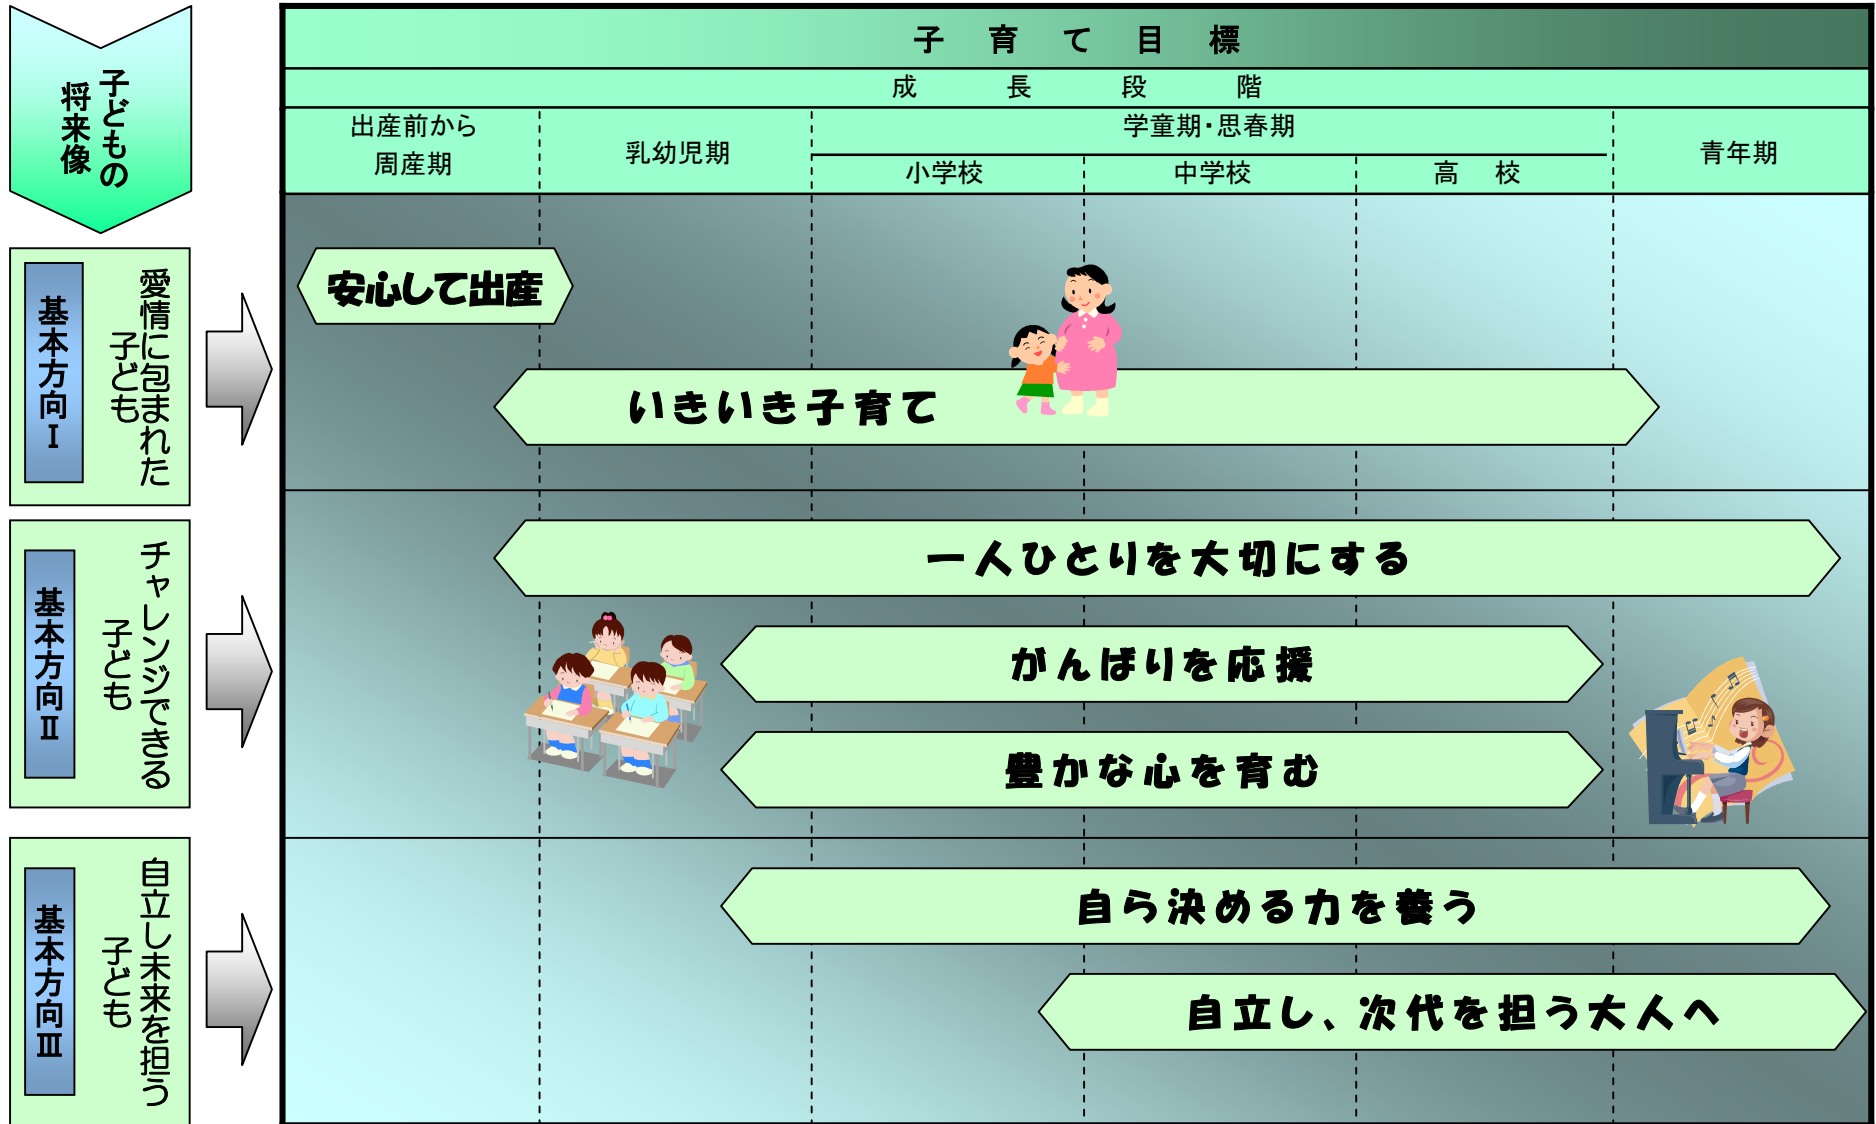 子どもの
将来像
子育て目標
成長段階
出産前から
周産期
乳幼児期
学童期・思春期
小学校
中学校
高校
青年期
基本方向Ⅰ
愛情に包まれた
子ども
安心して出産
いきいき子育て
基本方向Ⅱ
チャレンジできる
子ども
一人ひとりを大切にする
がんばりを応援
豊かな心を育む
基本方向Ⅲ
自立し未来を担う
子ども
自ら決める力を養う
自立し、次代を担う大人へ